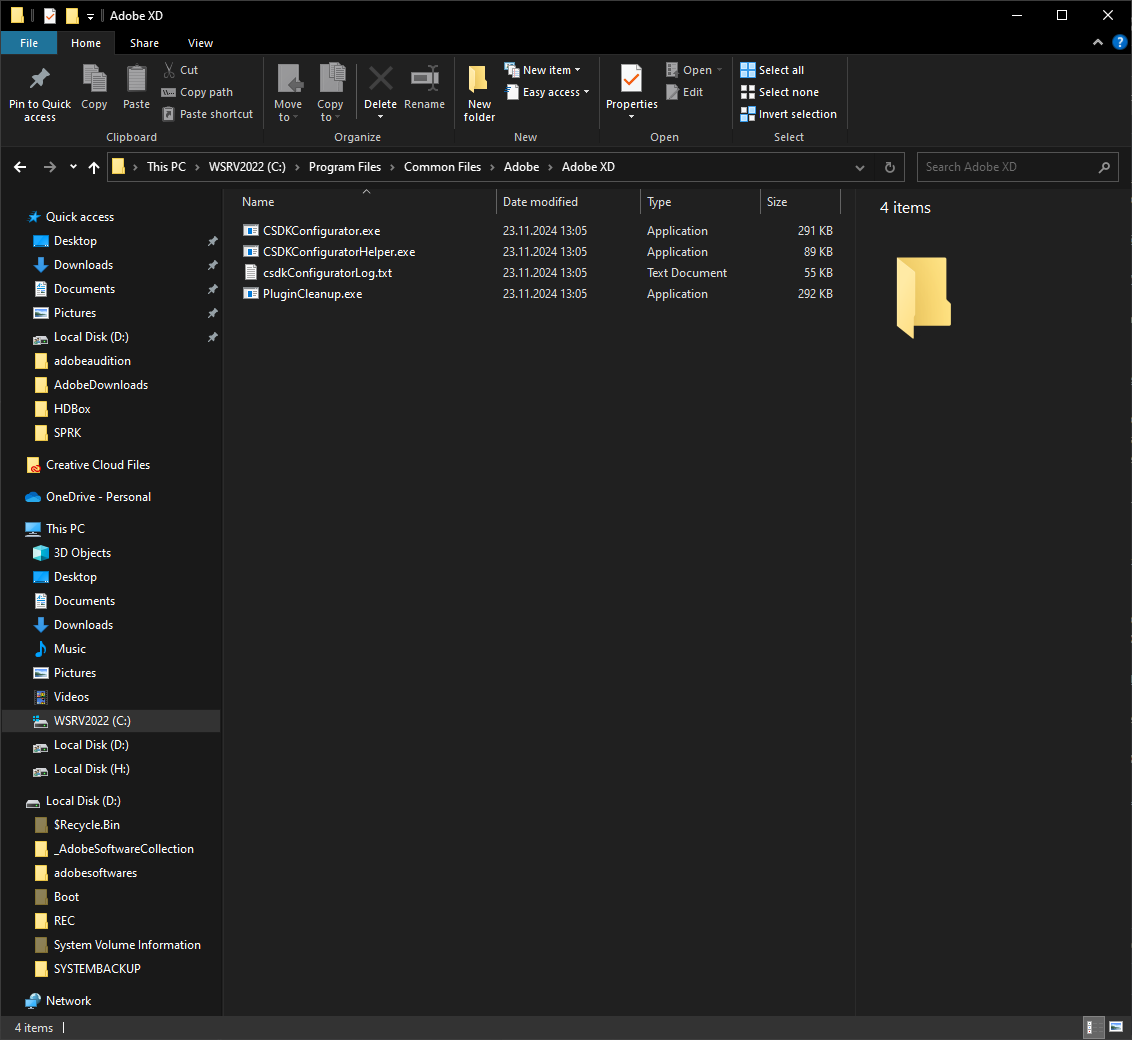 Adobe XD
File
Home
Share
View
Pin to Quick access
Copy
Paste
Cut
Copy path
Paste shortcut
Clipboard
Move to
Copy to
Delete
Rename
Organize
New folder
New item
Easy access
New
Properties
Open
Edit
Open
Select all
Select none
Invert selection
Select
This PC > WSRV2022 (C:) > Program Files > Common Files > Adobe > Adobe XD
Search Adobe XD
Quick access
Desktop
Downloads
Documents
Pictures
Local Disk (D:)
adobeaudition
AdobeDownloads
HDBox
SPRK
Creative Cloud Files
OneDrive - Personal
This PC
3D Objects
Desktop
Documents
Downloads
Music
Pictures
Videos
WSRV2022 (C:)
Local Disk (D:)
Local Disk (H:)
Local Disk (D:)
$Recycle.Bin
_AdobeSoftwareCollection
adobesoftwares
Boot
REC
System Volume Information
SYSTEMBACKUP
Network
Name Date modified Type Size
CSDKConfigurator.exe 23.11.2024 13:05 Application 291 KB
CSDKConfiguratorHelper.exe 23.11.2024 13:05 Application 89 KB
csdkConfiguratorLog.txt 23.11.2024 13:05 Text Document 55 KB
PluginCleanup.exe 23.11.2024 13:05 Application 292 KB
4 items
4 items